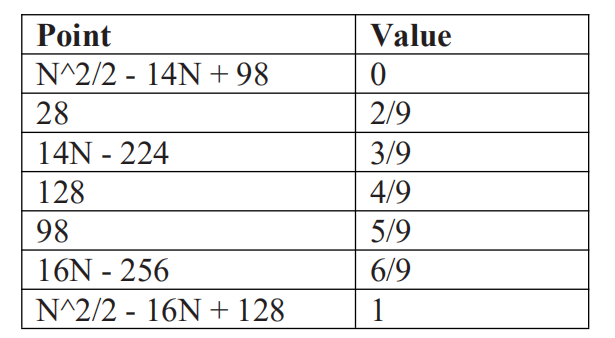 Point Value
N^2/2 - 14N + 98 0
28 2/9
14N - 224 3/9
128 4/9
98 5/9
16N - 256 6/9
N^2/2 - 16N + 128 1